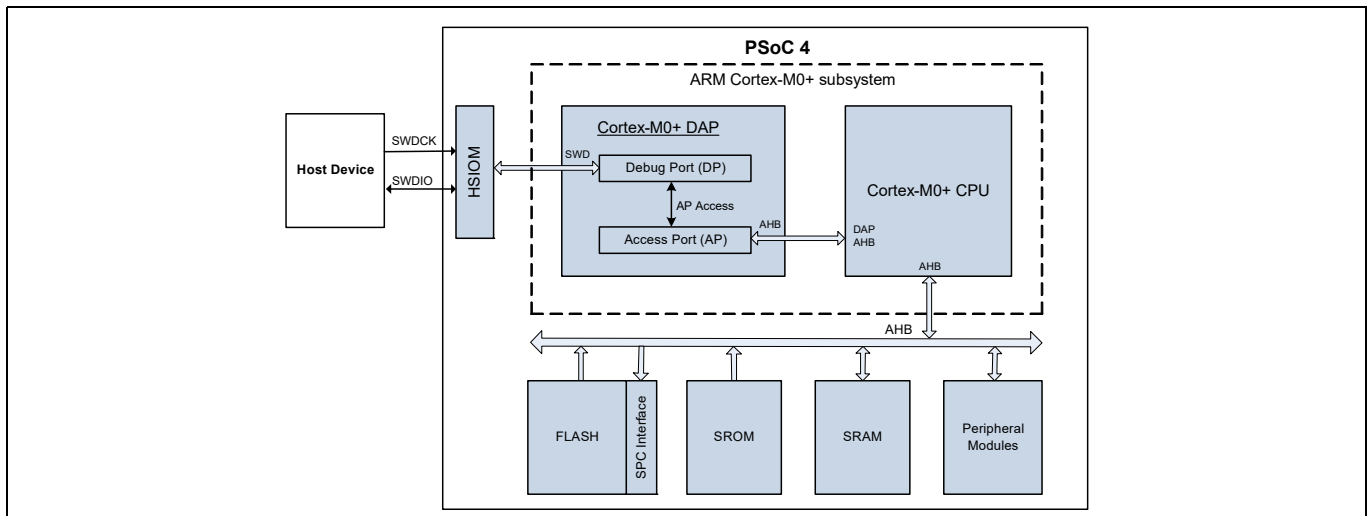 PSoC 4
ARM Cortex-M0+ subsystem
Host Device
SWDCK
SWDIO
HSIOM
SWD
Cortex-M0+ DAP
Debug Port (DP)
AP Access
Access Port (AP)
AHB
Cortex-M0+ CPU
DAP
AHB
AHB
AHB
FLASH
SPC Interface
SROM
SRAM
Peripheral
Modules